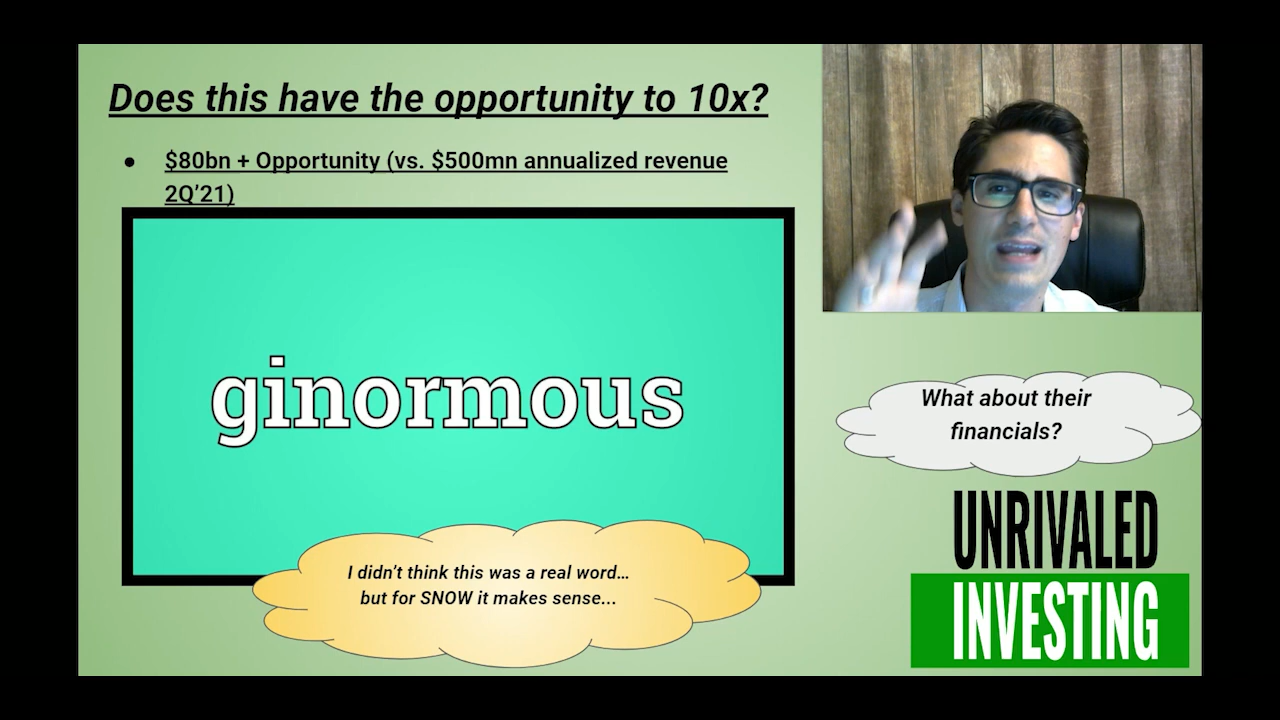 Does this have the opportunity to 10x?
● $80bn + Opportunity (vs. $500mn annualized revenue
2Q’21)
ginormous
I didn’t think this was a real word…
but for SNOW it makes sense...
What about their
financials?
UNRIVALED
INVESTING